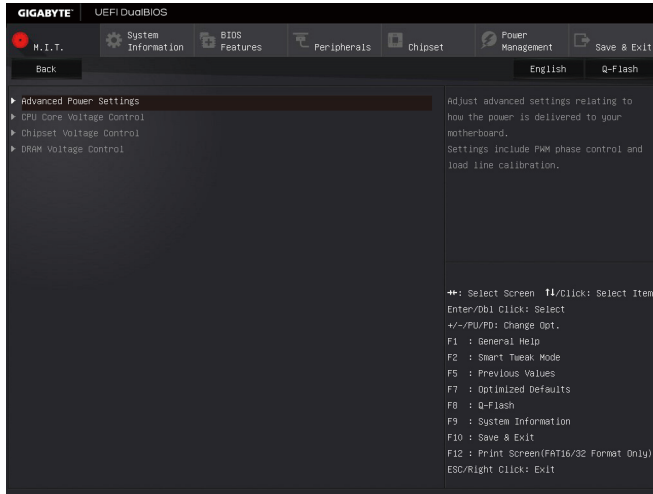 GIGABYTE™ UEFI DualBIOS
M.I.T.
System Information
BIOS Features
Peripherals
Chipset
Power Management
Save & Exit
Back
English
Q-Flash
Advanced Power Settings
CPU Core Voltage Control
Chipset Voltage Control
DRAM Voltage Control
Adjust advanced settings relating to
how the power is delivered to your
motherboard.
Settings include PWM phase control and
load line calibration.
→←: Select Screen ↑↓/Click: Select Item
Enter/Dbl Click: Select
+/-/PU/PD: Change Opt.
F1 : General Help
F2 : Smart Tweak Mode
F5 : Previous Values
F7 : Optimized Defaults
F8 : Q-Flash
F9 : System Information
F10 : Save & Exit
F12 : Print Screen(FAT16/32 Format Only)
ESC/Right Click: Exit